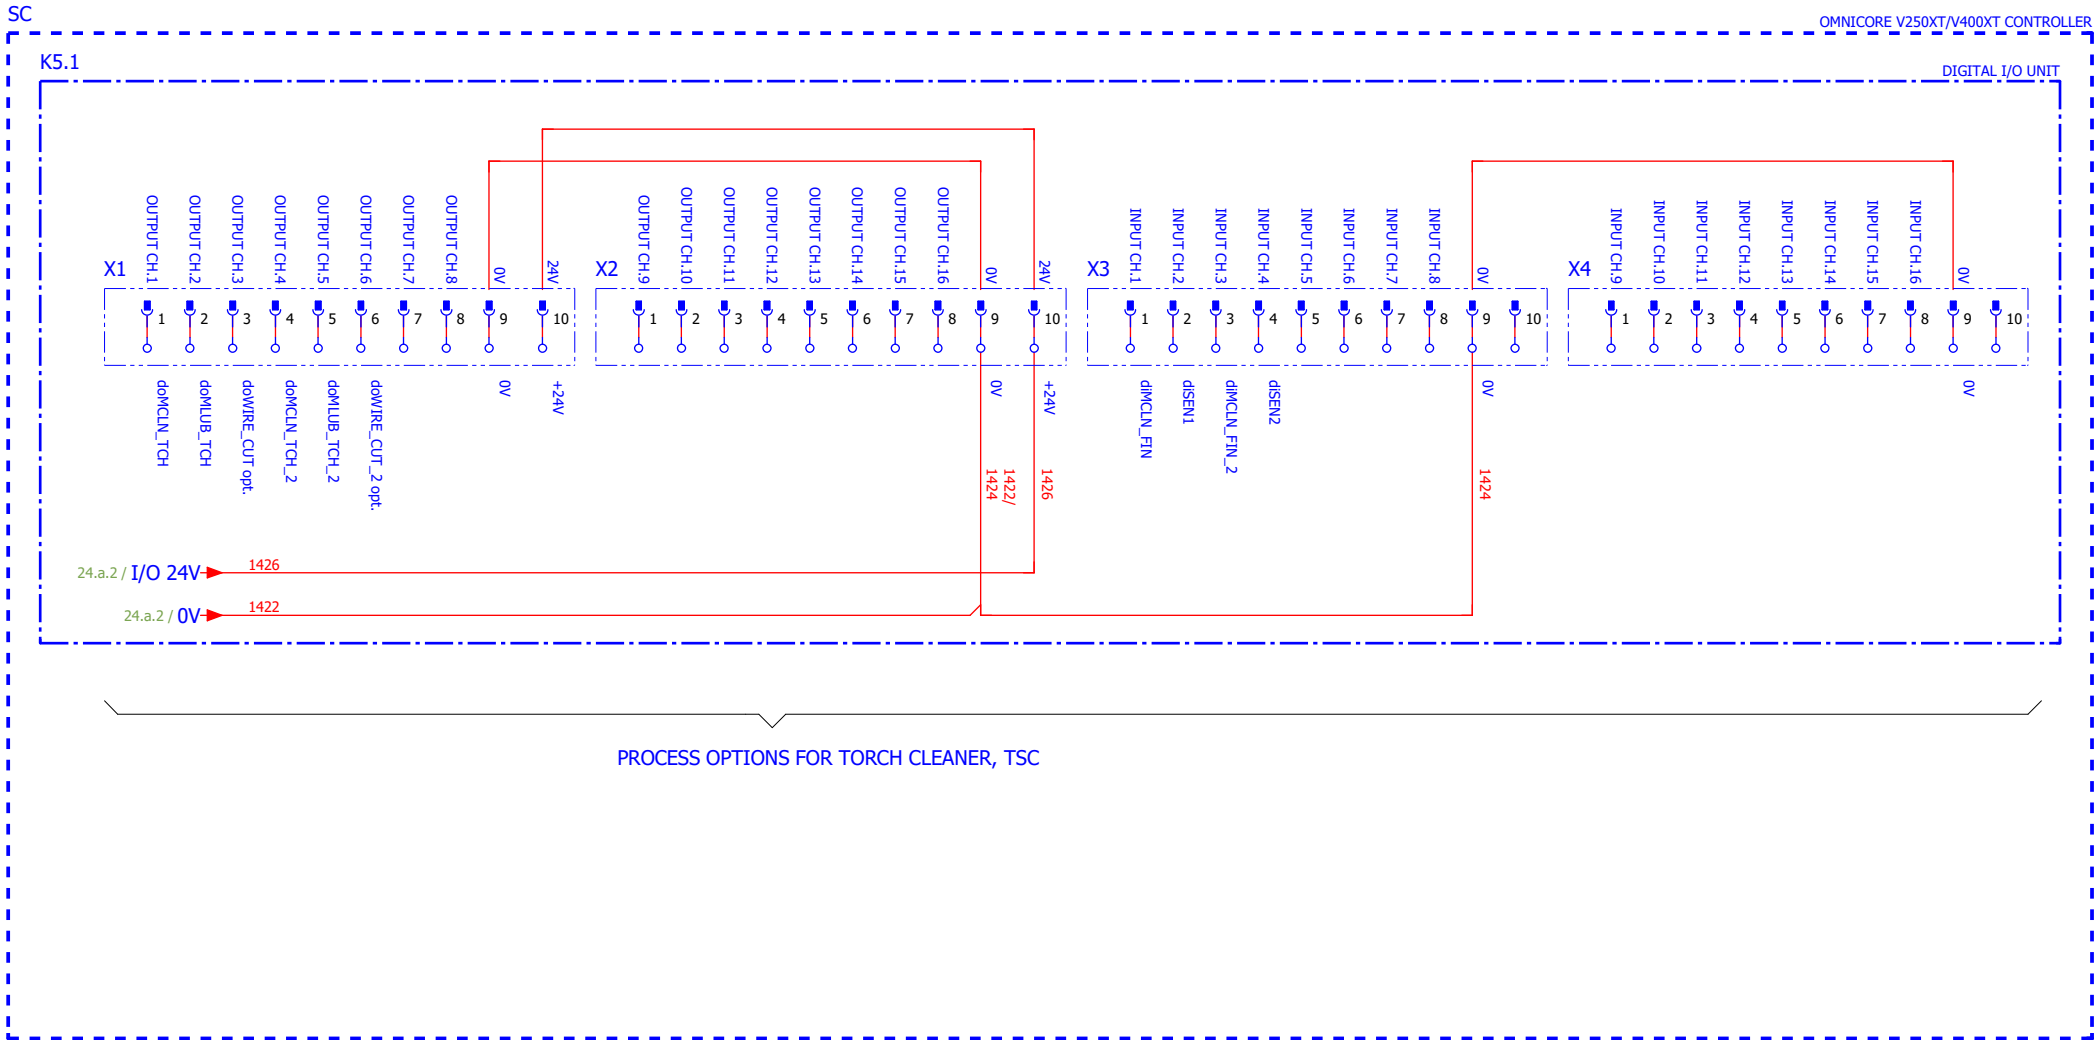 SC
OMNICORE V250XT/V400XT CONTROLLER
K5.1
DIGITAL I/O UNIT
X1
OUTPUT CH.1
OUTPUT CH.2
OUTPUT CH.3
OUTPUT CH.4
OUTPUT CH.5
OUTPUT CH.6
OUTPUT CH.7
OUTPUT CH.8
0V
24V
1 2 3 4 5 6 7 8 9 10
doMCLN_TCH
doMLUB_TCH
doWIRE_CUT opt.
doMCLN_TCH_2
doMLUB_TCH_2
doWIRE_CUT_2 opt.
0V
+24V
X2
OUTPUT CH.9
OUTPUT CH.10
OUTPUT CH.11
OUTPUT CH.12
OUTPUT CH.13
OUTPUT CH.14
OUTPUT CH.15
OUTPUT CH.16
0V
24V
1 2 3 4 5 6 7 8 9 10
0V
+24V
1422/
1424
1426
X3
INPUT CH.1
INPUT CH.2
INPUT CH.3
INPUT CH.4
INPUT CH.5
INPUT CH.6
INPUT CH.7
INPUT CH.8
0V
1 2 3 4 5 6 7 8 9 10
diMCLN_FIN
diSEN1
diMCLN_FIN_2
diSEN2
0V
1424
X4
INPUT CH.9
INPUT CH.10
INPUT CH.11
INPUT CH.12
INPUT CH.13
INPUT CH.14
INPUT CH.15
INPUT CH.16
0V
1 2 3 4 5 6 7 8 9 10
0V
24.a.2 / I/O 24V 1426
24.a.2 / 0V 1422
PROCESS OPTIONS FOR TORCH CLEANER, TSC